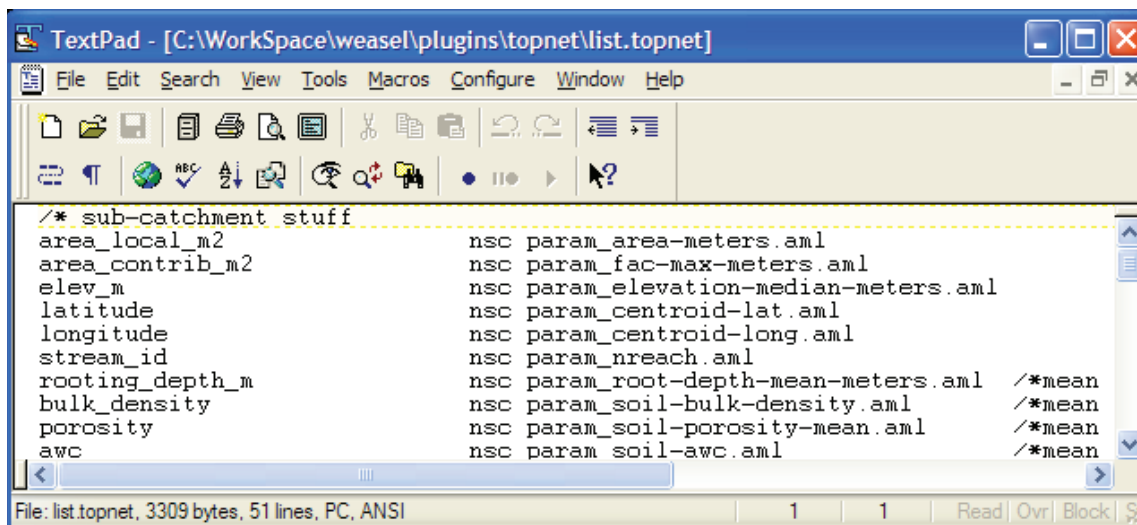 TextPad - [C:\WorkSpace\weasel\plugins\topnet\list.topnet]
File Edit Search View Tools Macros Configure Window Help
/* sub-catchment stuff
area_local_m2 nsc param_area-meters.aml
area_contrib_m2 nsc param_fac-max-meters.aml
elev_m nsc param_elevation-median-meters.aml
latitude nsc param_centroid-lat.aml
longitude nsc param_centroid-long.aml
stream_id nsc param_nreach.aml
rooting_depth_m nsc param_root-depth-mean-meters.aml /*mean
bulk_density nsc param_soil-bulk-density.aml /*mean
porosity nsc param_soil-porosity-mean.aml /*mean
awc nsc param_soil-awc.aml /*mean
File: list.topnet, 3309 bytes, 51 lines, PC, ANSI 1 1 Read Ovr Block